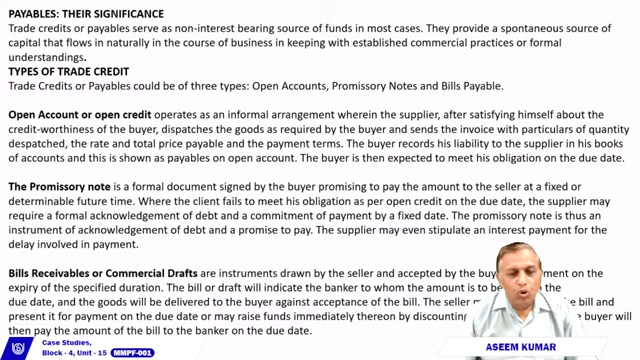 PAYABLES: THEIR SIGNIFICANCE
Trade credits or payables serve as non-interest bearing source of funds in most cases. They provide a spontaneous source of
capital that flows in naturally in the course of business in keeping with established commercial practices or formal
understandings.
TYPES OF TRADE CREDIT
Trade Credits or Payables could be of three types: Open Accounts, Promissory Notes and Bills Payable.
Open Account or open credit operates as an informal arrangement wherein the supplier, after satisfying himself about the
credit-worthiness of the buyer, dispatches the goods as required by the buyer and sends the invoice with particulars of quantity
despatched, the rate and total price payable and the payment terms. The buyer records his liability to the supplier in his books
of accounts and this is shown as payables on open account. The buyer is then expected to meet his obligation on the due date.
The Promissory note is a formal document signed by the buyer promising to pay the amount to the seller at a fixed or
determinable future time. Where the client fails to meet his obligation as per open credit on the due date, the supplier may
require a formal acknowledgement of debt and a commitment of payment by a fixed date. The promissory note is thus an
instrument of acknowledgement of debt and a promise to pay. The supplier may even stipulate an interest payment for the
delay involved in payment.
Bills Receivables or Commercial Drafts are instruments drawn by the seller and accepted by the on the
expiry of the specified duration. The bill or draft will indicate the banker to whom the amount is to the
due date, and the goods will be delivered to the buyer against acceptance of the bill. The seller bill and
present it for payment on the due date or may raise funds immediately thereon by discounting buyer will
then pay the amount of the bill to the banker on the due date.
Case Studies,
Block - 4, Unit - 15 MMPF-001
ASEEM KUMAR